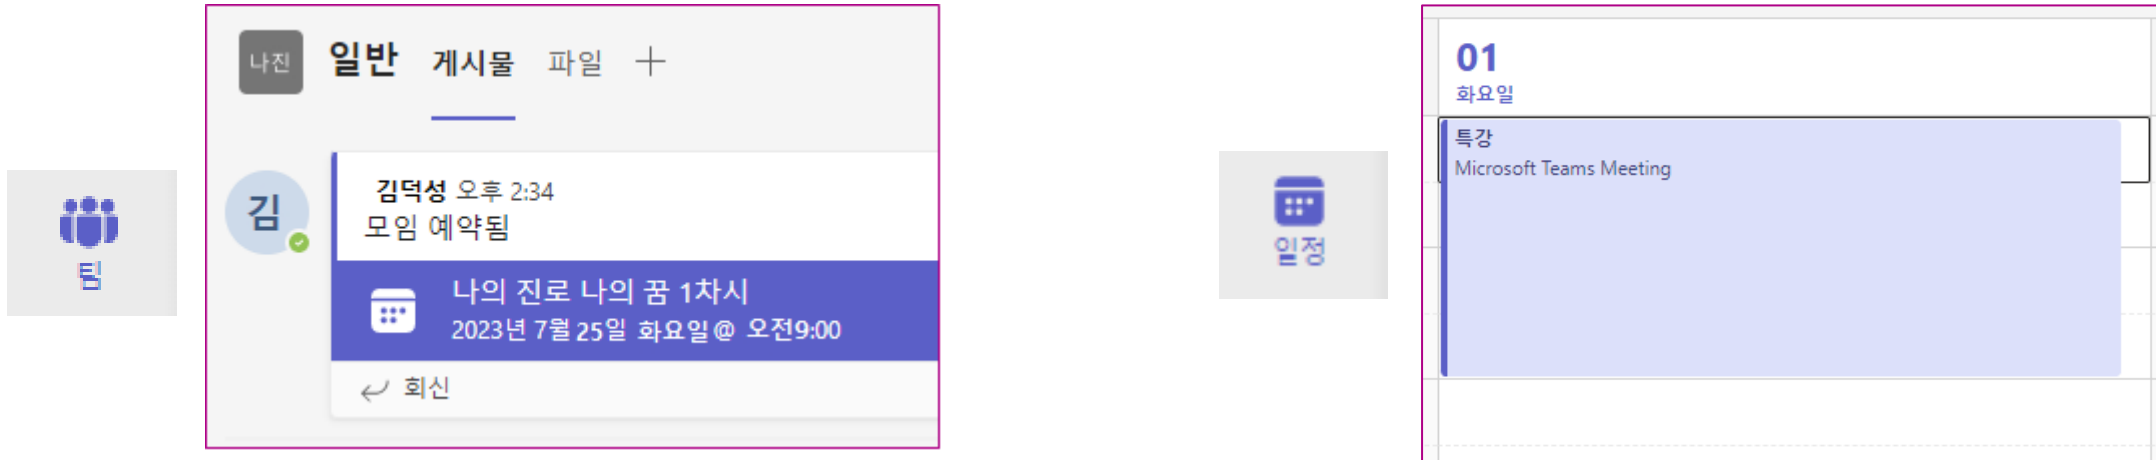 팀
나진 일반 게시물 파일
김
김덕성 오후 2:34
모임 예약됨
나의 진로 나의 꿈 1차시
2023년 7월 25일 화요일@ 오전9:00
회신
일정
01
화요일
특강
Microsoft Teams Meeting